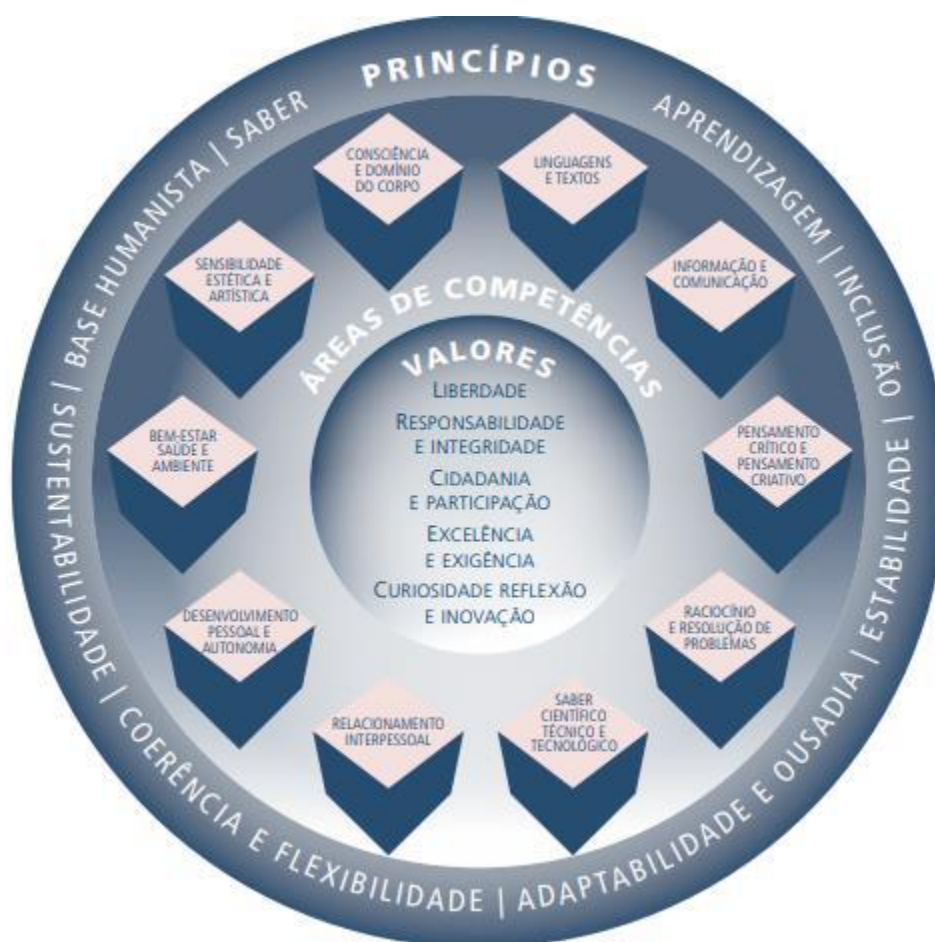 PRINCÍPIOS
APRENDIZAGEM | INCLUSÃO | ESTABILIDADE | ADAPTABILIDADE E OUSADIA | COERÊNCIA E FLEXIBILIDADE | SUSTENTABILIDADE | BASE HUMANISTA | SABER
CONSCIÊNCIA
E DOMÍNIO
DO CORPO
LINGUAGENS
E TEXTOS
SENSIBILIDADE
ESTÉTICA E
ARTÍSTICA
INFORMAÇÃO E
COMUNICAÇÃO
ÁREAS DE COMPETÊNCIAS
VALORES
LIBERDADE
RESPONSABILIDADE
E INTEGRIDADE
CIDADANIA
E PARTICIPAÇÃO
EXCELÊNCIA
E EXIGÊNCIA
CURIOSIDADE REFLEXÃO
E INOVAÇÃO
BEM-ESTAR
SAÚDE E
AMBIENTE
PENSAMENTO
CRÍTICO E
PENSAMENTO
CRIATIVO
DESENVOLVIMENTO
PESSOAL E
AUTONOMIA
RACIOCÍNIO
E RESOLUÇÃO DE
PROBLEMAS
RELACIONAMENTO
INTERPESSOAL
SABER
CIENTÍFICO
TÉCNICO E
TECNOLÓGICO